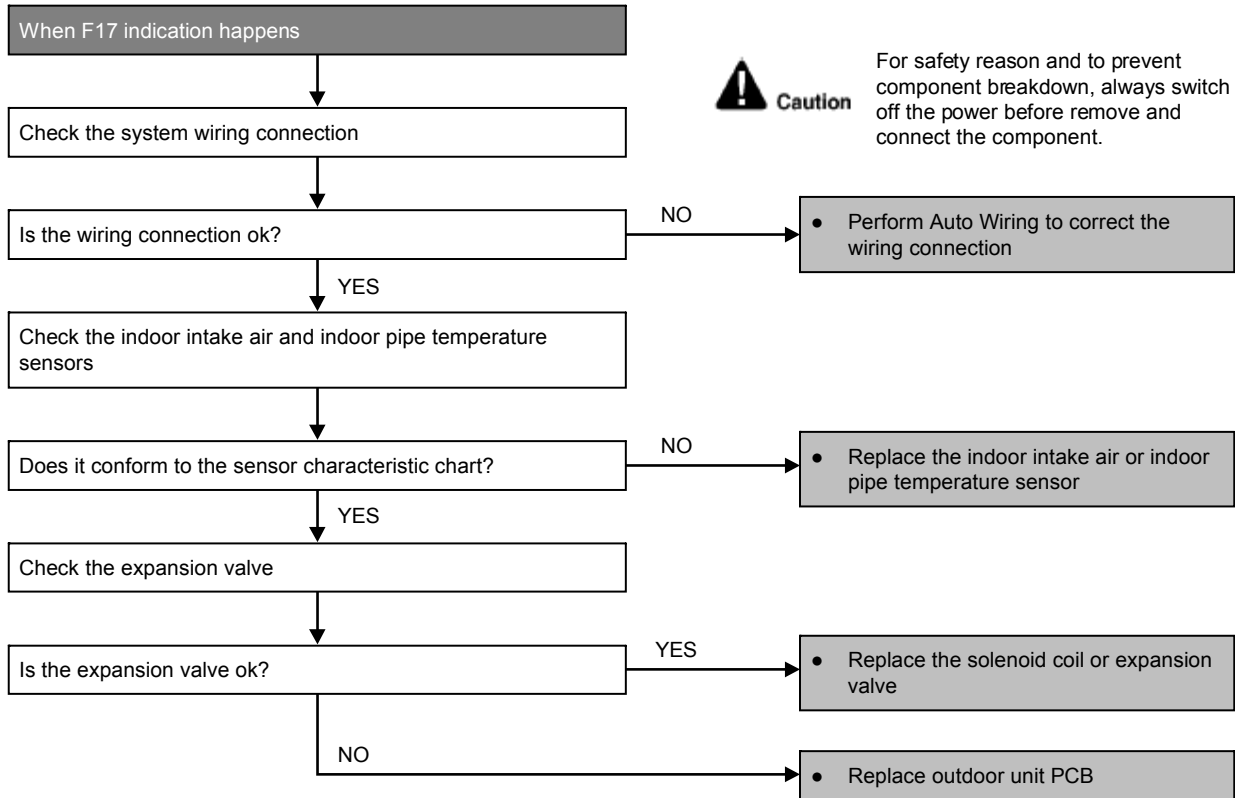 When F17 indication happens
Caution
For safety reason and to prevent
component breakdown, always switch
off the power before remove and
connect the component.
Check the system wiring connection
Is the wiring connection ok?
NO
● Perform Auto Wiring to correct the
wiring connection
YES
Check the indoor intake air and indoor pipe temperature
sensors
Does it conform to the sensor characteristic chart?
NO
● Replace the indoor intake air or indoor
pipe temperature sensor
YES
Check the expansion valve
Is the expansion valve ok?
YES
● Replace the solenoid coil or expansion
valve
NO
● Replace outdoor unit PCB